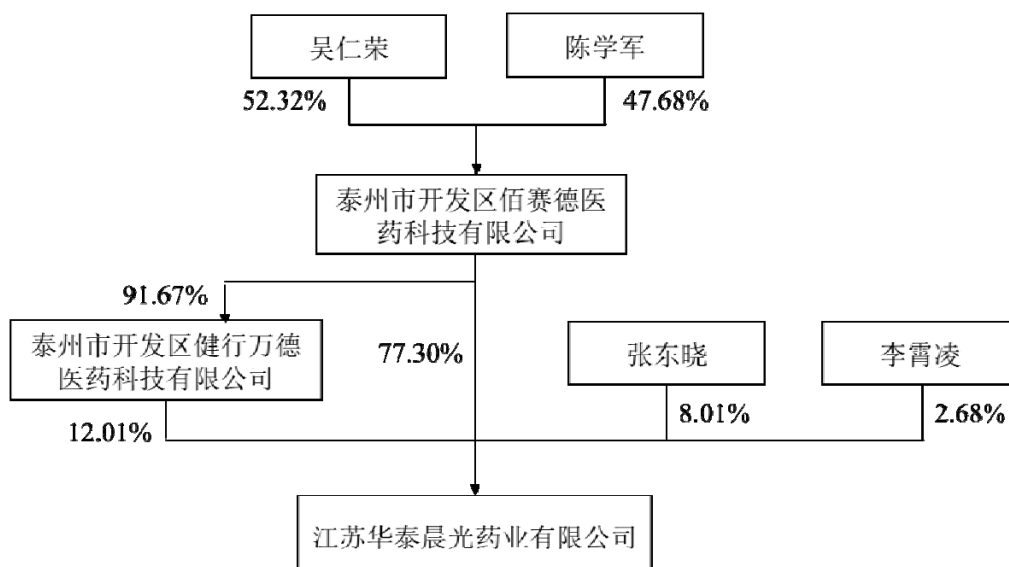 吴仁荣
陈学军
52.32%
47.68%
泰州市开发区佰赛德医
药科技有限公司
91.67%
泰州市开发区健行万德
医药科技有限公司
77.30%
张东晓
李霄凌
12.01%
8.01%
2.68%
江苏华泰晨光药业有限公司